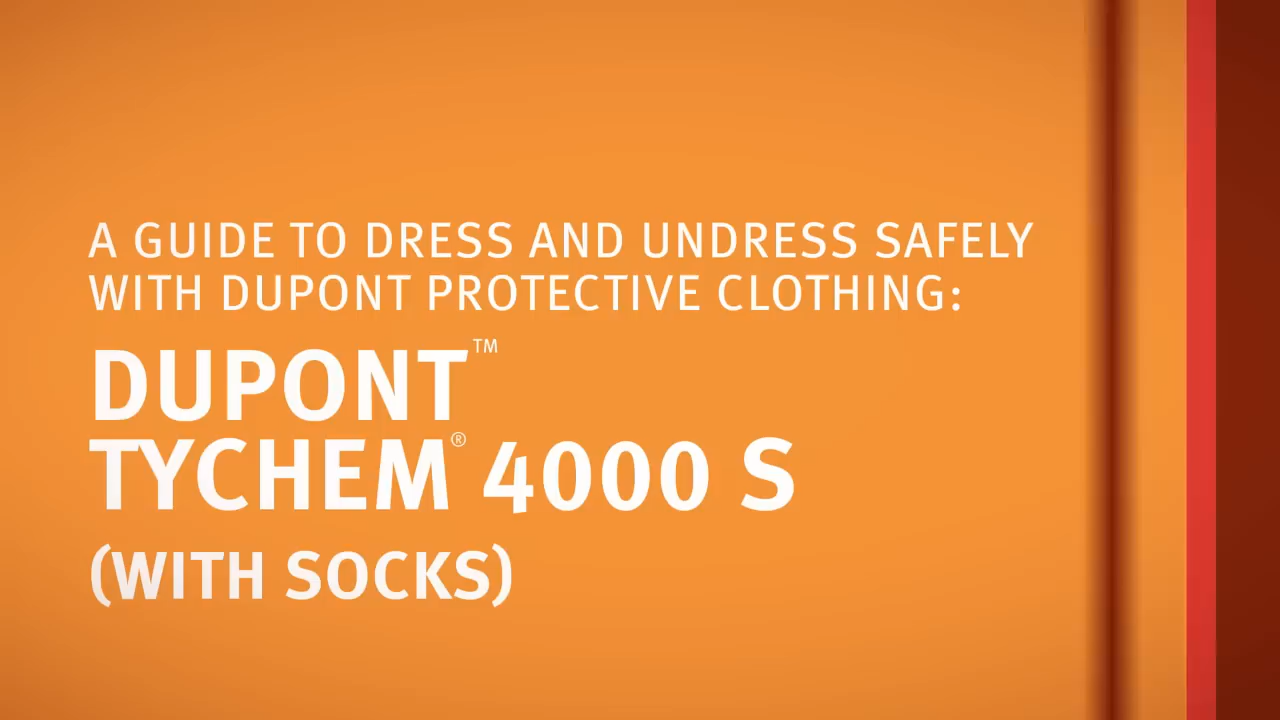 A GUIDE TO DRESS AND UNDRESS SAFELY
WITH DUPONT PROTECTIVE CLOTHING:
DUPONT™
TYCHEM® 4000 S
(WITH SOCKS)